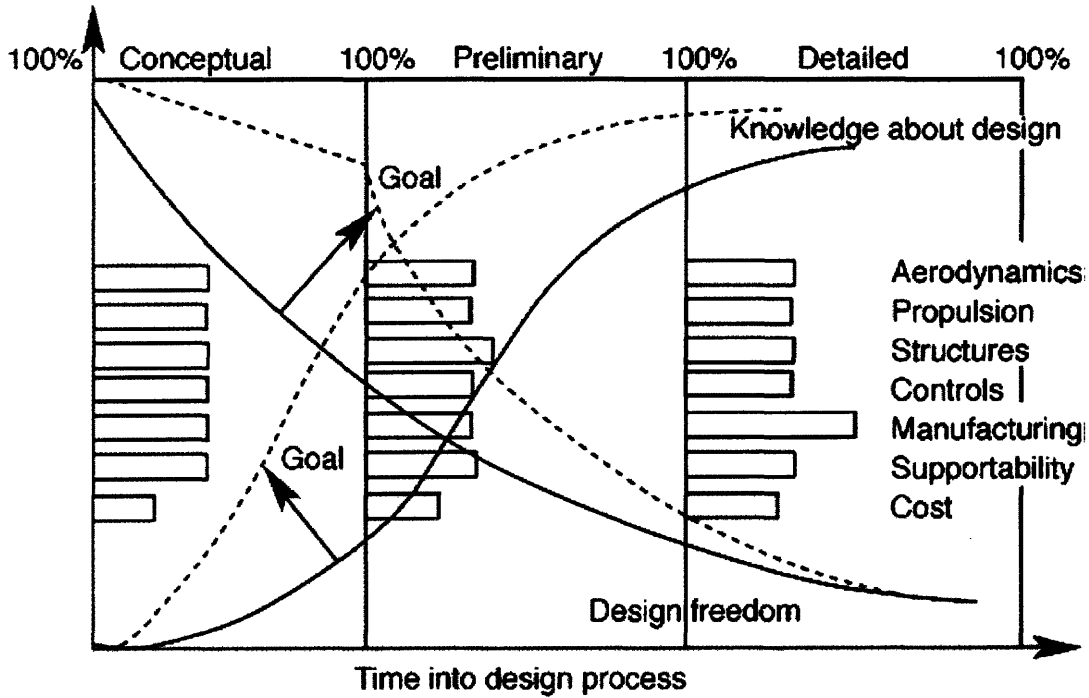 100% Conceptual 100% Preliminary 100% Detailed 100%
Knowledge about design
Goal
Aerodynamics
Propulsion
Structures
Controls
Manufacturing
Goal
Supportability
Cost
Design freedom
Time into design process